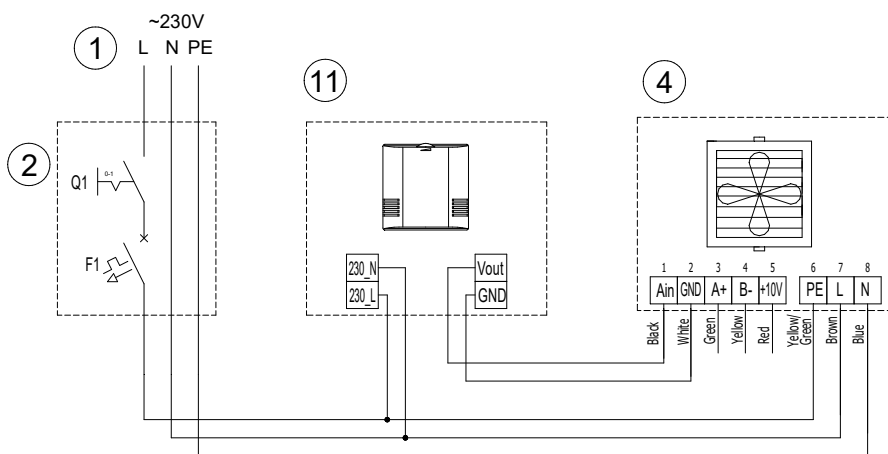 ~230V
1
L N PE
11
4
2
Q1
0-1
F1
230_N
230_L
Vout
GND
1 2 3 4 5 6 7 8
Ain GND A+ B- +10V PE L N
Black
White
Green
Yellow
Red
Yellow/
Green
Brown
Blue